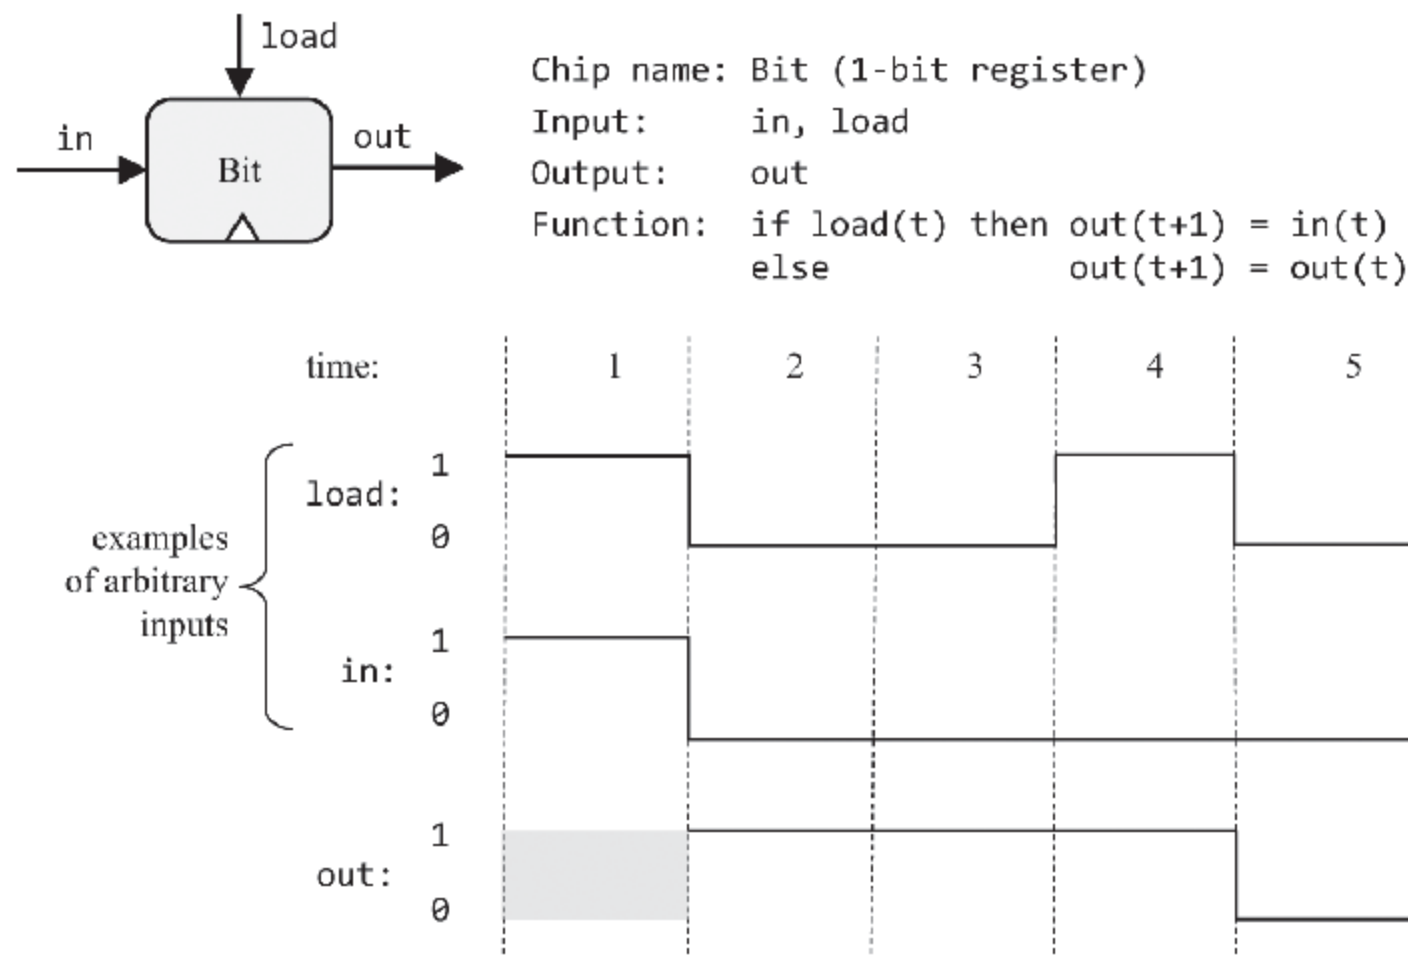 load
in
out
Bit
Chip name: Bit (1-bit register)
Input: in, load
Output: out
Function: if load(t) then out(t+1) = in(t)
else out(t+1) = out(t)
time: 1 2 3 4 5
examples
of arbitrary
inputs
load:
1
0
in:
1
0
out:
1
0